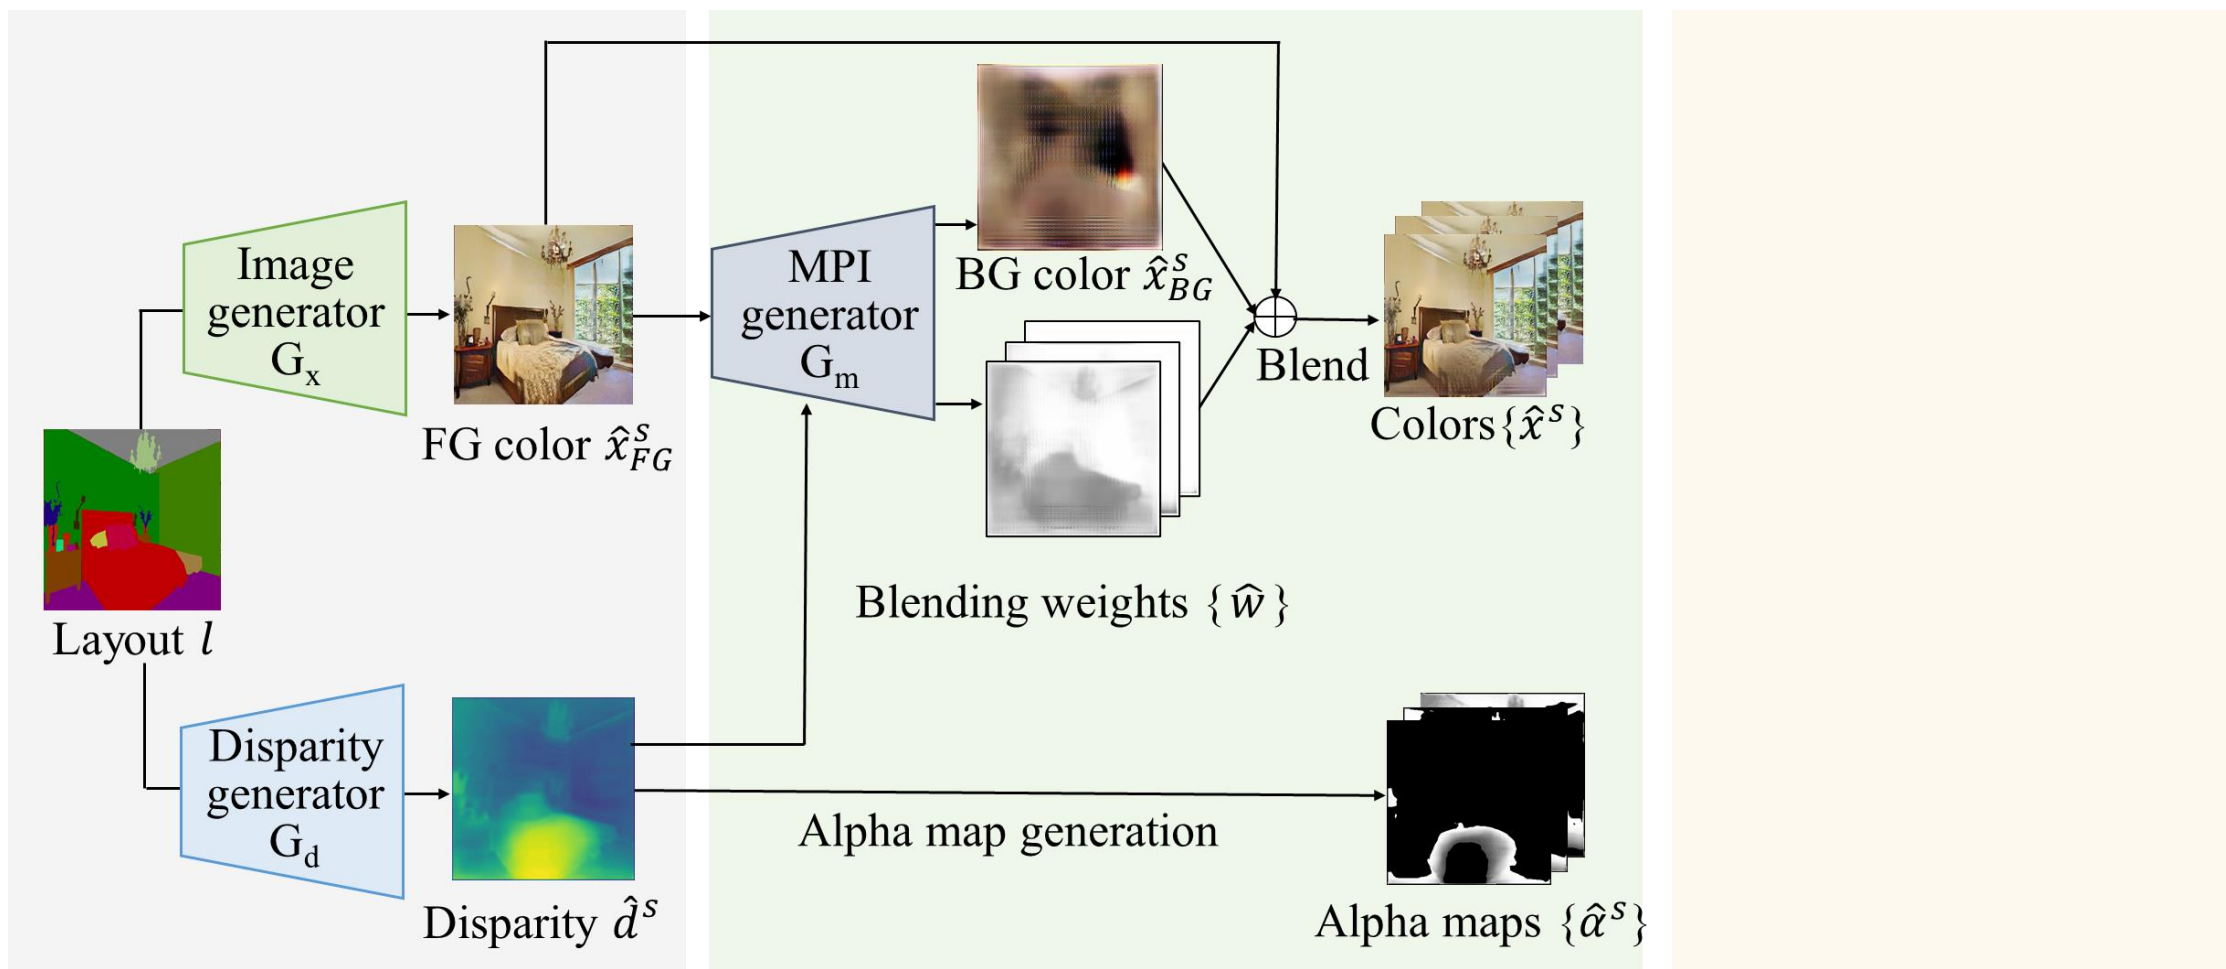 Image
generator
Gₓ
FG color x̂ˢ_FG
Layout l
Disparity
generator
G_d
Disparity d̂ˢ
MPI
generator
Gₘ
BG color x̂ˢ_BG
Blending weights {ŵ}
Blend
Colors{x̂ˢ}
Alpha map generation
Alpha maps {α̂ˢ}